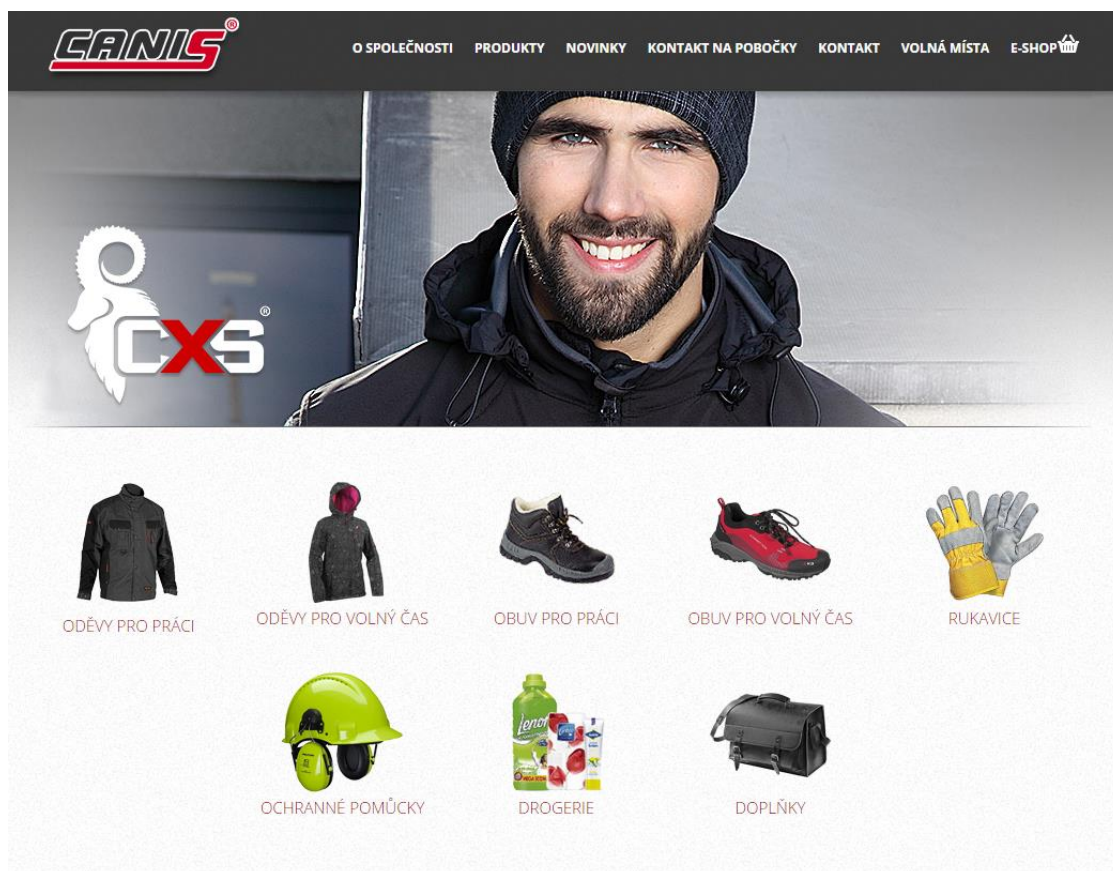 CANIS®
O SPOLEČNOSTI PRODUKTY NOVINKY KONTAKT NA POBOČKY KONTAKT VOLNÁ MÍSTA E-SHOP
CXS®
ODĚVY PRO PRÁCI ODĚVY PRO VOLNÝ ČAS OBUV PRO PRÁCI OBUV PRO VOLNÝ ČAS RUKAVICE
Lenor
OCHRANNÉ POMŮCKY DROGERIE DOPLŇKY